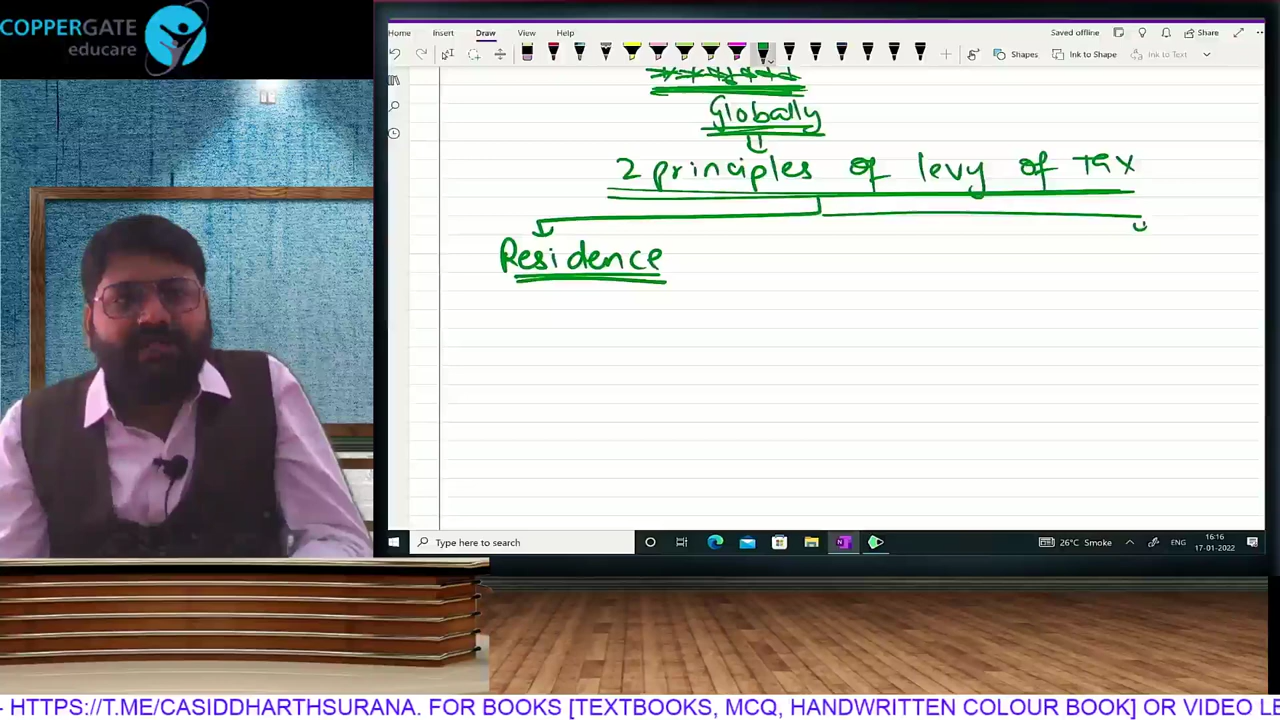 COPPERGATE
educare
Home Insert Draw View Help
Saved offline Share
Shapes Ink to Shape Ink to Text
Globally
2 principles of levy of Tax
Residence
Type here to search
26°C Smoke ENG 16:16
17-01-2022
- HTTPS://T.ME/CASIDDHARTHSURANA. FOR BOOKS [TEXTBOOKS, MCQ, HANDWRITTEN COLOUR BOOK] OR VIDEO LE